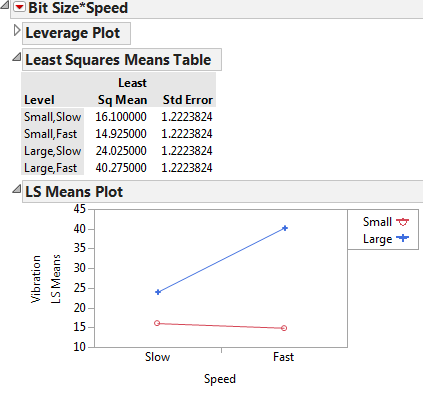 Bit Size*Speed
Leverage Plot
Least Squares Means Table
Least
Level Sq Mean Std Error
Small,Slow 16.100000 1.2223824
Small,Fast 14.925000 1.2223824
Large,Slow 24.025000 1.2223824
Large,Fast 40.275000 1.2223824
LS Means Plot
45
40
35
30
25
20
15
10
Vibration
LS Means
Slow Fast
Speed
Small
Large